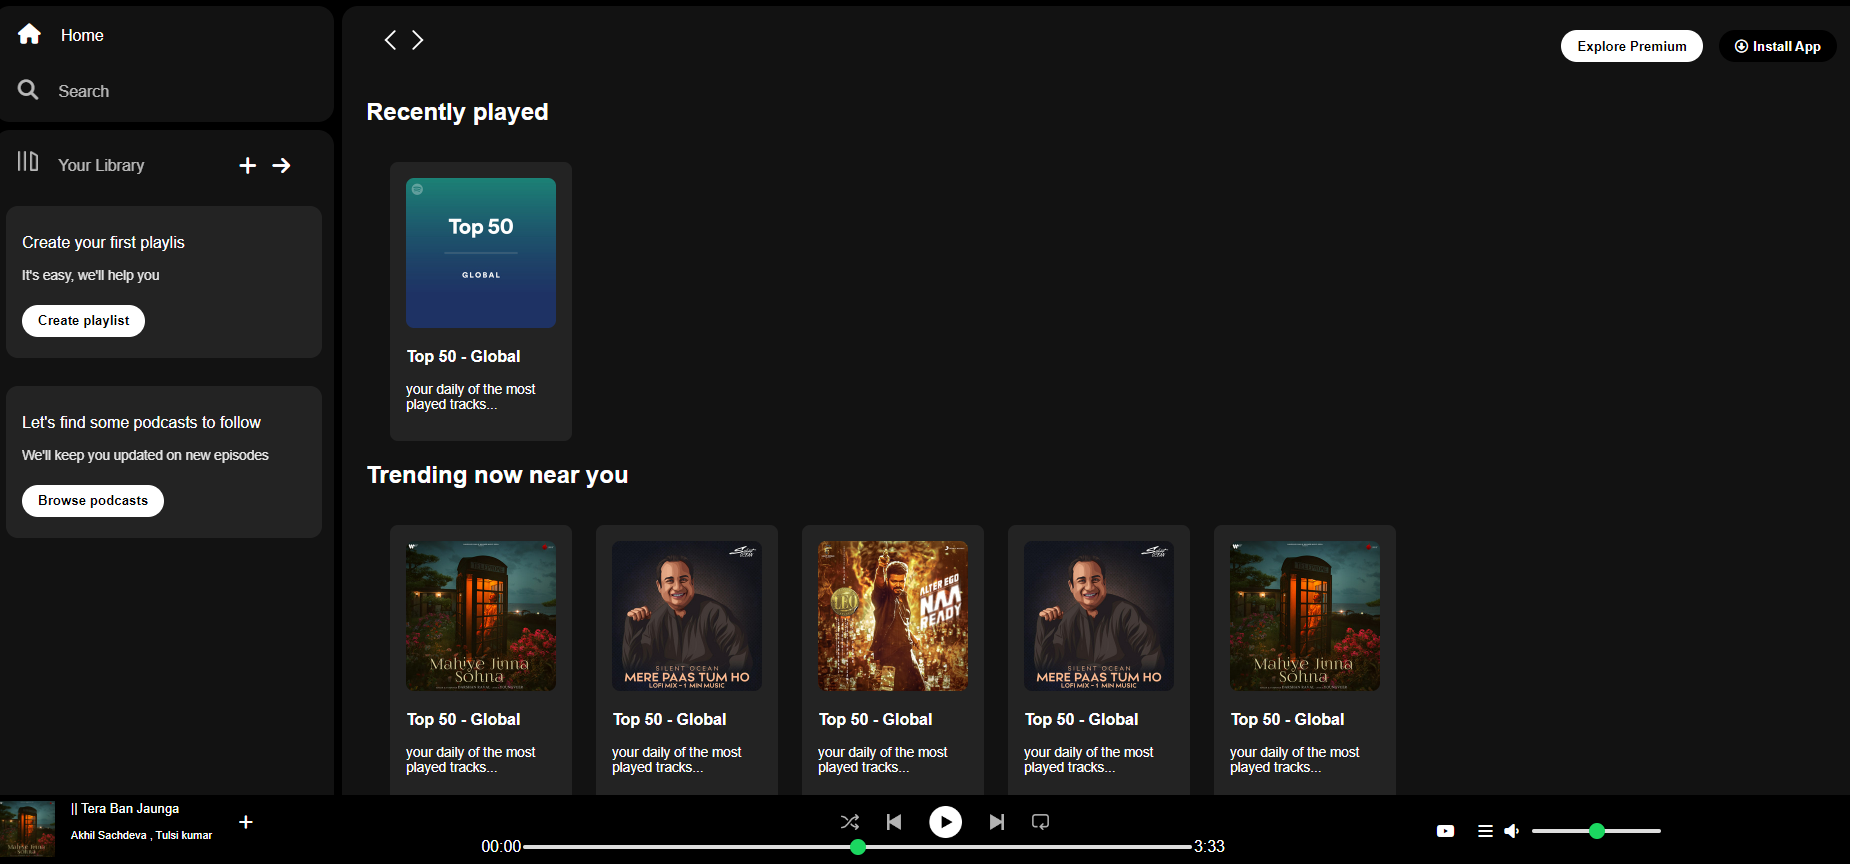 Home
Search
Your Library
Create your first playlis
It's easy, we'll help you
Create playlist
Let's find some podcasts to follow
We'll keep you updated on new episodes
Browse podcasts
Explore Premium
Install App
Recently played
Top 50
GLOBAL
Top 50 - Global
your daily of the most
played tracks...
Trending now near you
Mahiye Jinna
Sohna
Top 50 - Global
your daily of the most
played tracks...
SILENT OCEAN
MERE PAAS TUM HO
LOFI MIX - 1 MIN MUSIC
Top 50 - Global
your daily of the most
played tracks...
LEO
ALTER EGO
NAA
READY
Top 50 - Global
your daily of the most
played tracks...
SILENT OCEAN
MERE PAAS TUM HO
LOFI MIX - 1 MIN MUSIC
Top 50 - Global
your daily of the most
played tracks...
Mahiye Jinna
Sohna
Top 50 - Global
your daily of the most
played tracks...
|| Tera Ban Jaunga
Akhil Sachdeva , Tulsi kumar
00:00
3:33